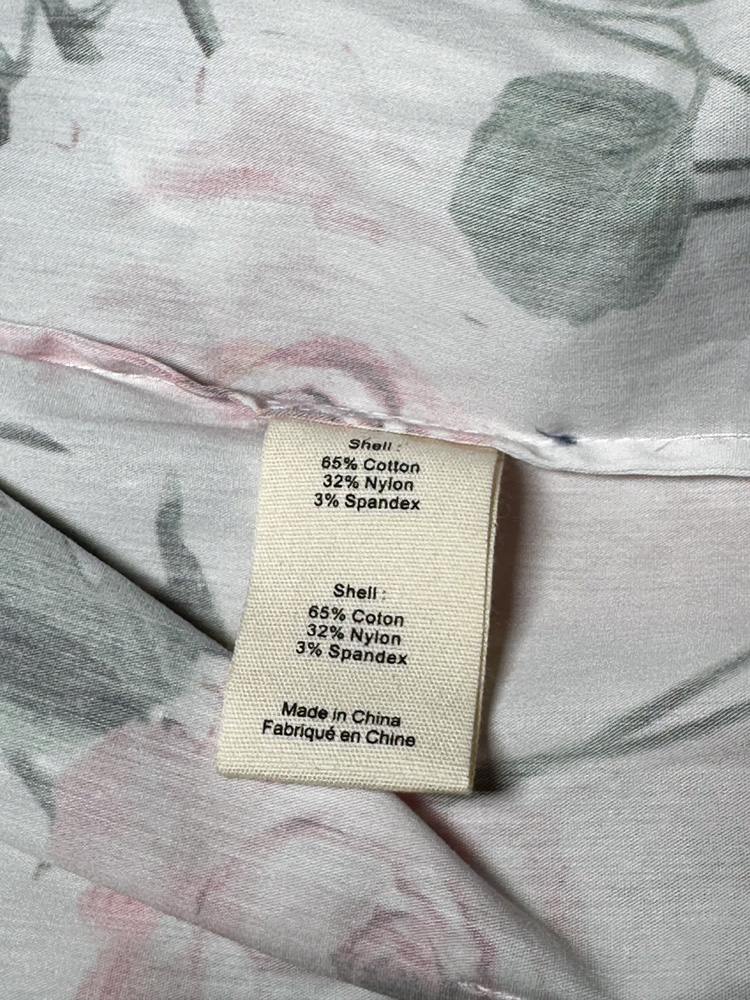 Shell :
65% Cotton
32% Nylon
3% Spandex
Shell :
65% Coton
32% Nylon
3% Spandex
Made in China
Fabriqué en Chine